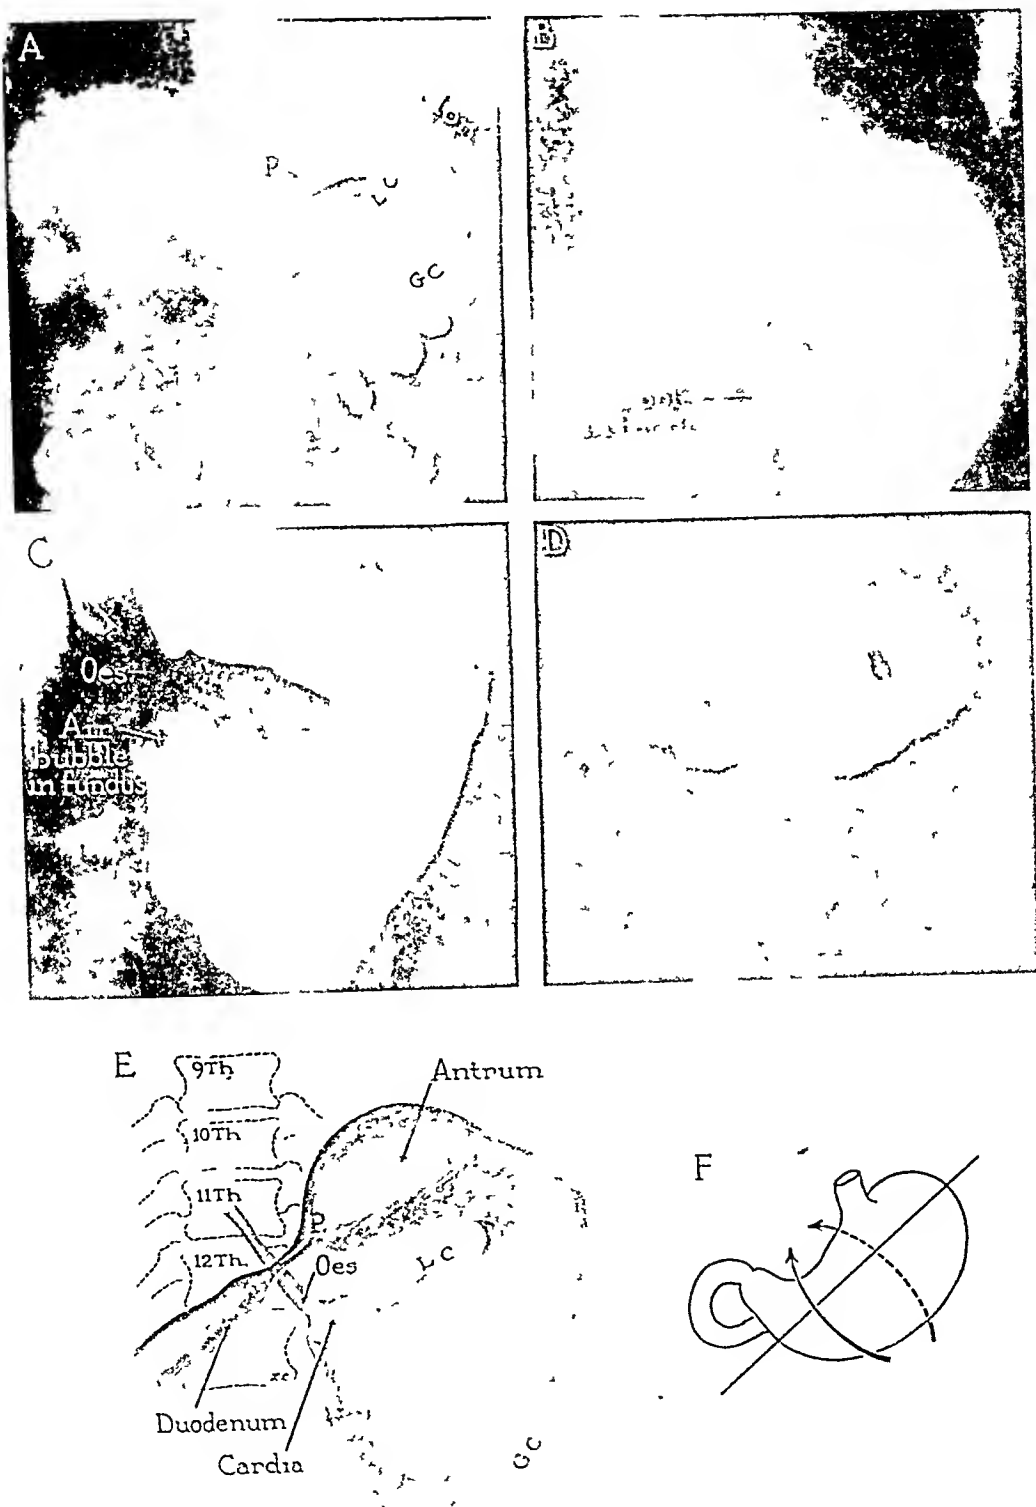 A
P
LC
GC
B
C
Oes
Air
bubble
in fundus
D
E
9Th
10Th
11Th
12Th.
P
Oes
LC
Antrum
Duodenum
Cardia
GC
F